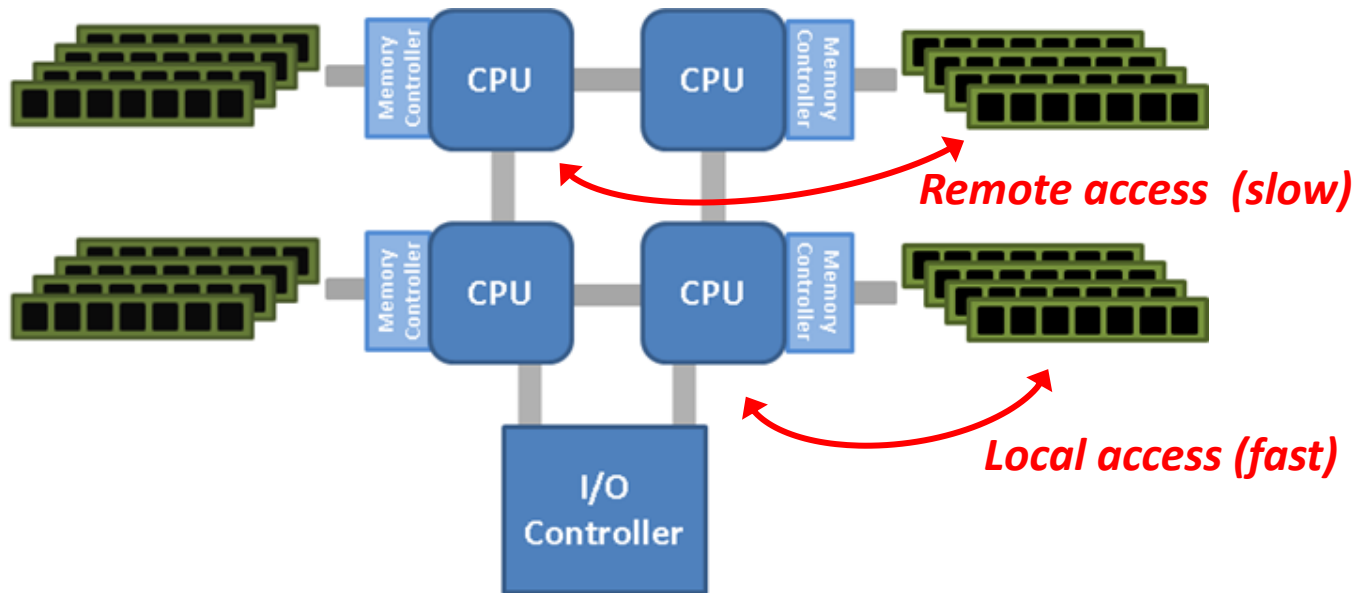 Memory
Controller
CPU
CPU
Memory
Controller
Remote access (slow)
Memory
Controller
CPU
CPU
Memory
Controller
Local access (fast)
I/O
Controller